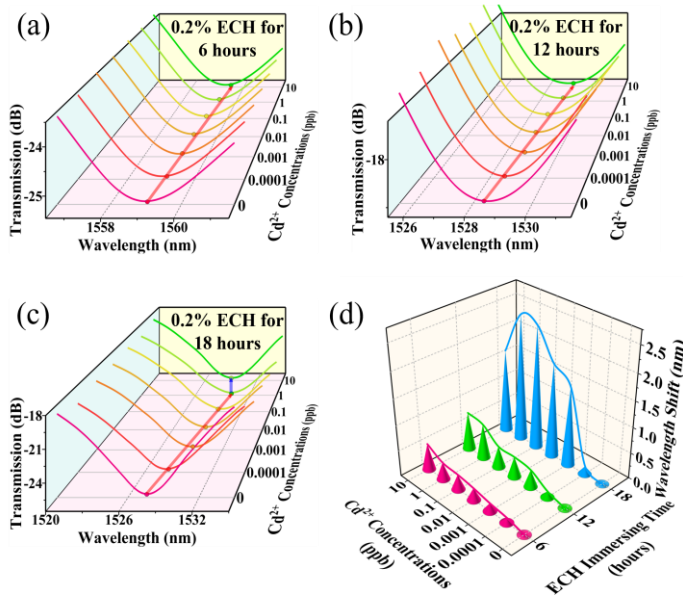 (a)
0.2% ECH for
6 hours
Transmission (dB)
-24
-25
1558
1560
Wavelength (nm)
10
1
0.1
0.01
0.001
0.0001
0
Cd²⁺ Concentrations (ppb)
(b)
0.2% ECH for
12 hours
Transmission (dB)
-18
1526
1528
1530
Wavelength (nm)
10
1
0.1
0.01
0.001
0.0001
0
Cd²⁺ Concentrations (ppb)
(c)
0.2% ECH for
18 hours
Transmission (dB)
-18
-21
-24
1520
1526
1532
Wavelength (nm)
10
1
0.1
0.01
0.001
0.0001
0
Cd²⁺ Concentrations (ppb)
(d)
2.5
2.0
1.5
1.0
0.5
0.0
Wavelength Shift (nm)
18
12
6
ECH Immersing Time
(hours)
10
1
0.1
0.01
0.001
0.0001
0
Cd²⁺ Concentrations
(ppb)